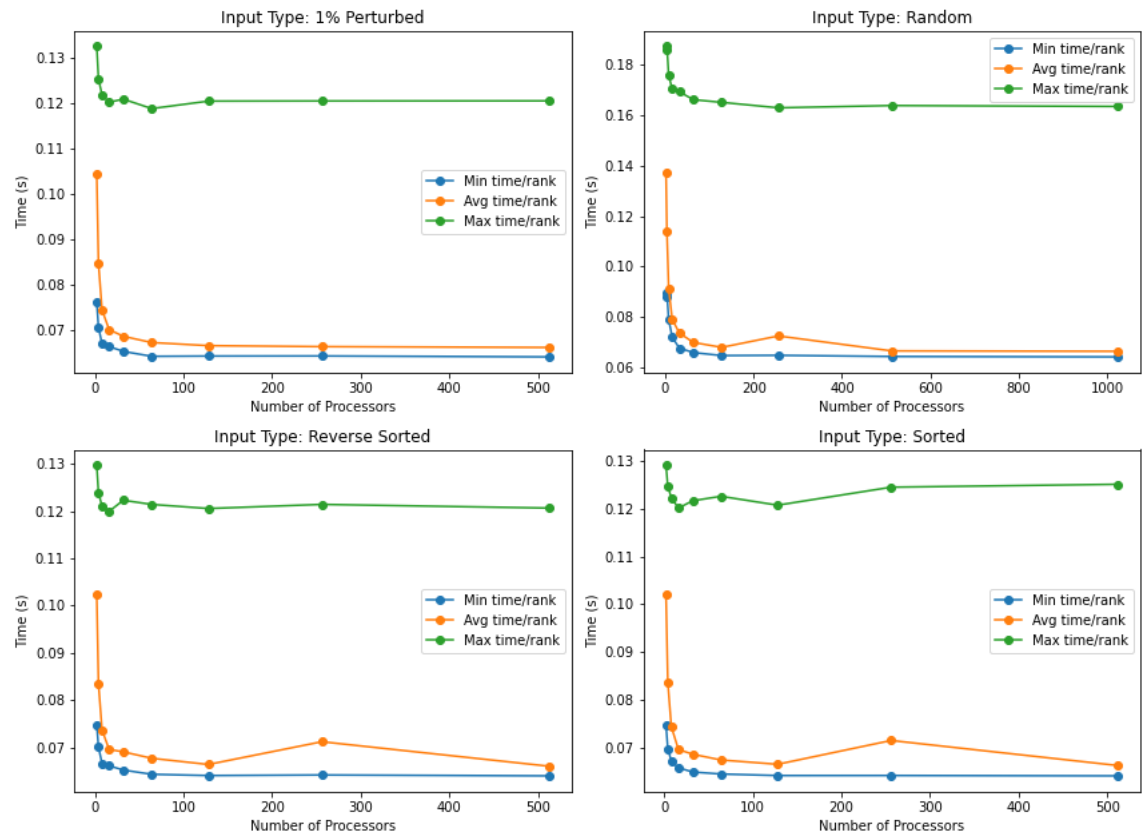 Input Type: 1% Perturbed
0.13
0.12
0.11
0.10
0.09
0.08
0.07
Time (s)
Min time/rank
Avg time/rank
Max time/rank
0 100 200 300 400 500
Number of Processors
Input Type: Random
0.18
0.16
0.14
0.12
0.10
0.08
0.06
Time (s)
Min time/rank
Avg time/rank
Max time/rank
0 200 400 600 800 1000
Number of Processors
Input Type: Reverse Sorted
0.13
0.12
0.11
0.10
0.09
0.08
0.07
Time (s)
Min time/rank
Avg time/rank
Max time/rank
0 100 200 300 400 500
Number of Processors
Input Type: Sorted
0.13
0.12
0.11
0.10
0.09
0.08
0.07
Time (s)
Min time/rank
Avg time/rank
Max time/rank
0 100 200 300 400 500
Number of Processors